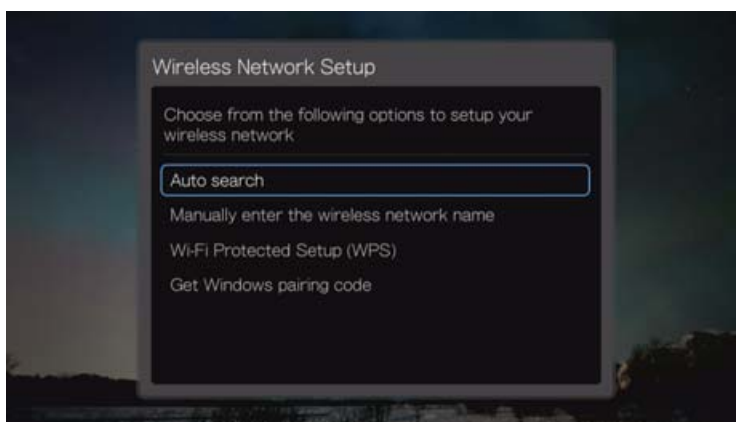 Wireless Network Setup
Choose from the following options to setup your
wireless network
Auto search
Manually enter the wireless network name
Wi-Fi Protected Setup (WPS)
Get Windows pairing code